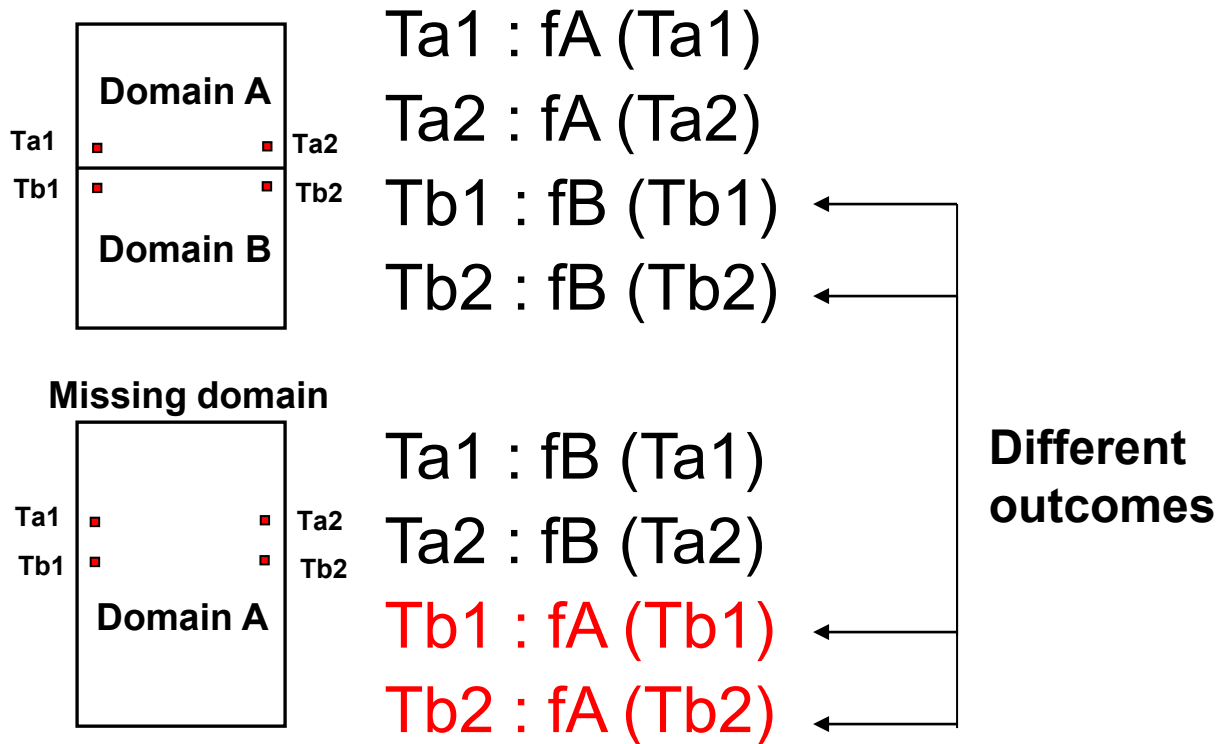 Ta1 : fA (Ta1)
Domain A
Ta2 : fA (Ta2)
Ta1
Ta2
Tb1
Tb2
Tb1 : fB (Tb1)
Domain B
Tb2 : fB (Tb2)
Missing domain
Ta1 : fB (Ta1)
Different
outcomes
Ta1
Ta2
Ta2 : fB (Ta2)
Tb1
Tb2
Domain A
Tb1 : fA (Tb1)
Tb2 : fA (Tb2)